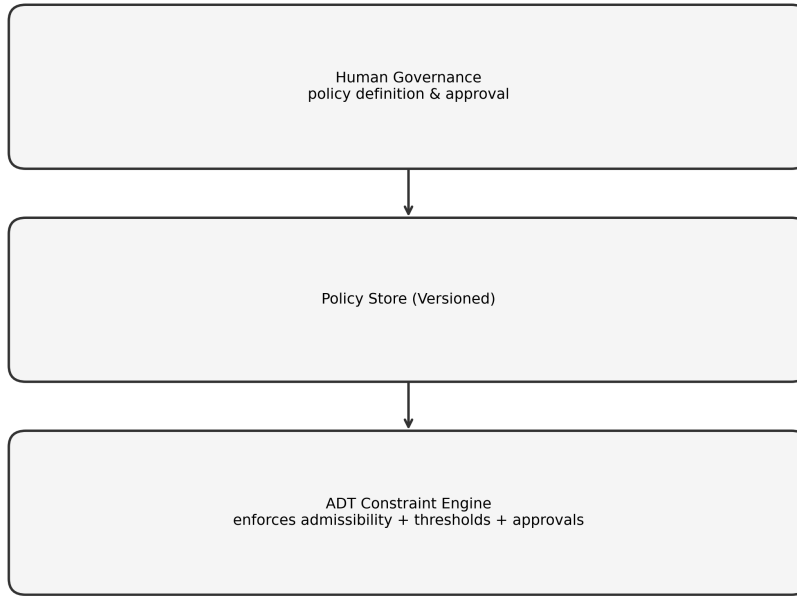 Human Governance
policy definition & approval
Policy Store (Versioned)
ADT Constraint Engine
enforces admissibility + thresholds + approvals